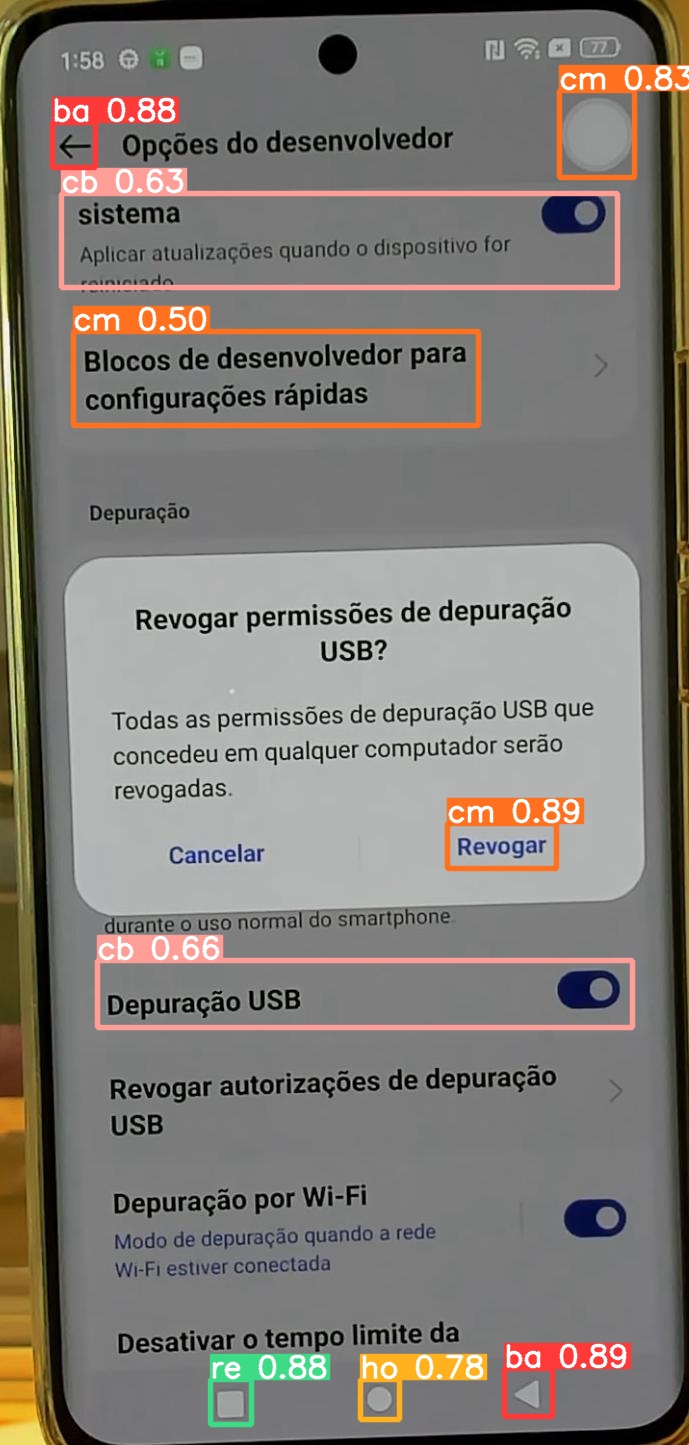 1:58
77
cm 0.83
ba 0.88
Opções do desenvolvedor
cb 0.63
sistema
Aplicar atualizações quando o dispositivo for
reiniciado
cm 0.50
Blocos de desenvolvedor para
configurações rápidas
Depuração
Revogar permissões de depuração
USB?
Todas as permissões de depuração USB que
concedeu em qualquer computador serão
revogadas.
cm 0.89
Cancelar
Revogar
durante o uso normal do smartphone.
cb 0.66
Depuração USB
Revogar autorizações de depuração
USB
Depuração por Wi-Fi
Modo de depuração quando a rede
Wi-Fi estiver conectada
Desativar o tempo limite da
re 0.88
ho 0.78
ba 0.89